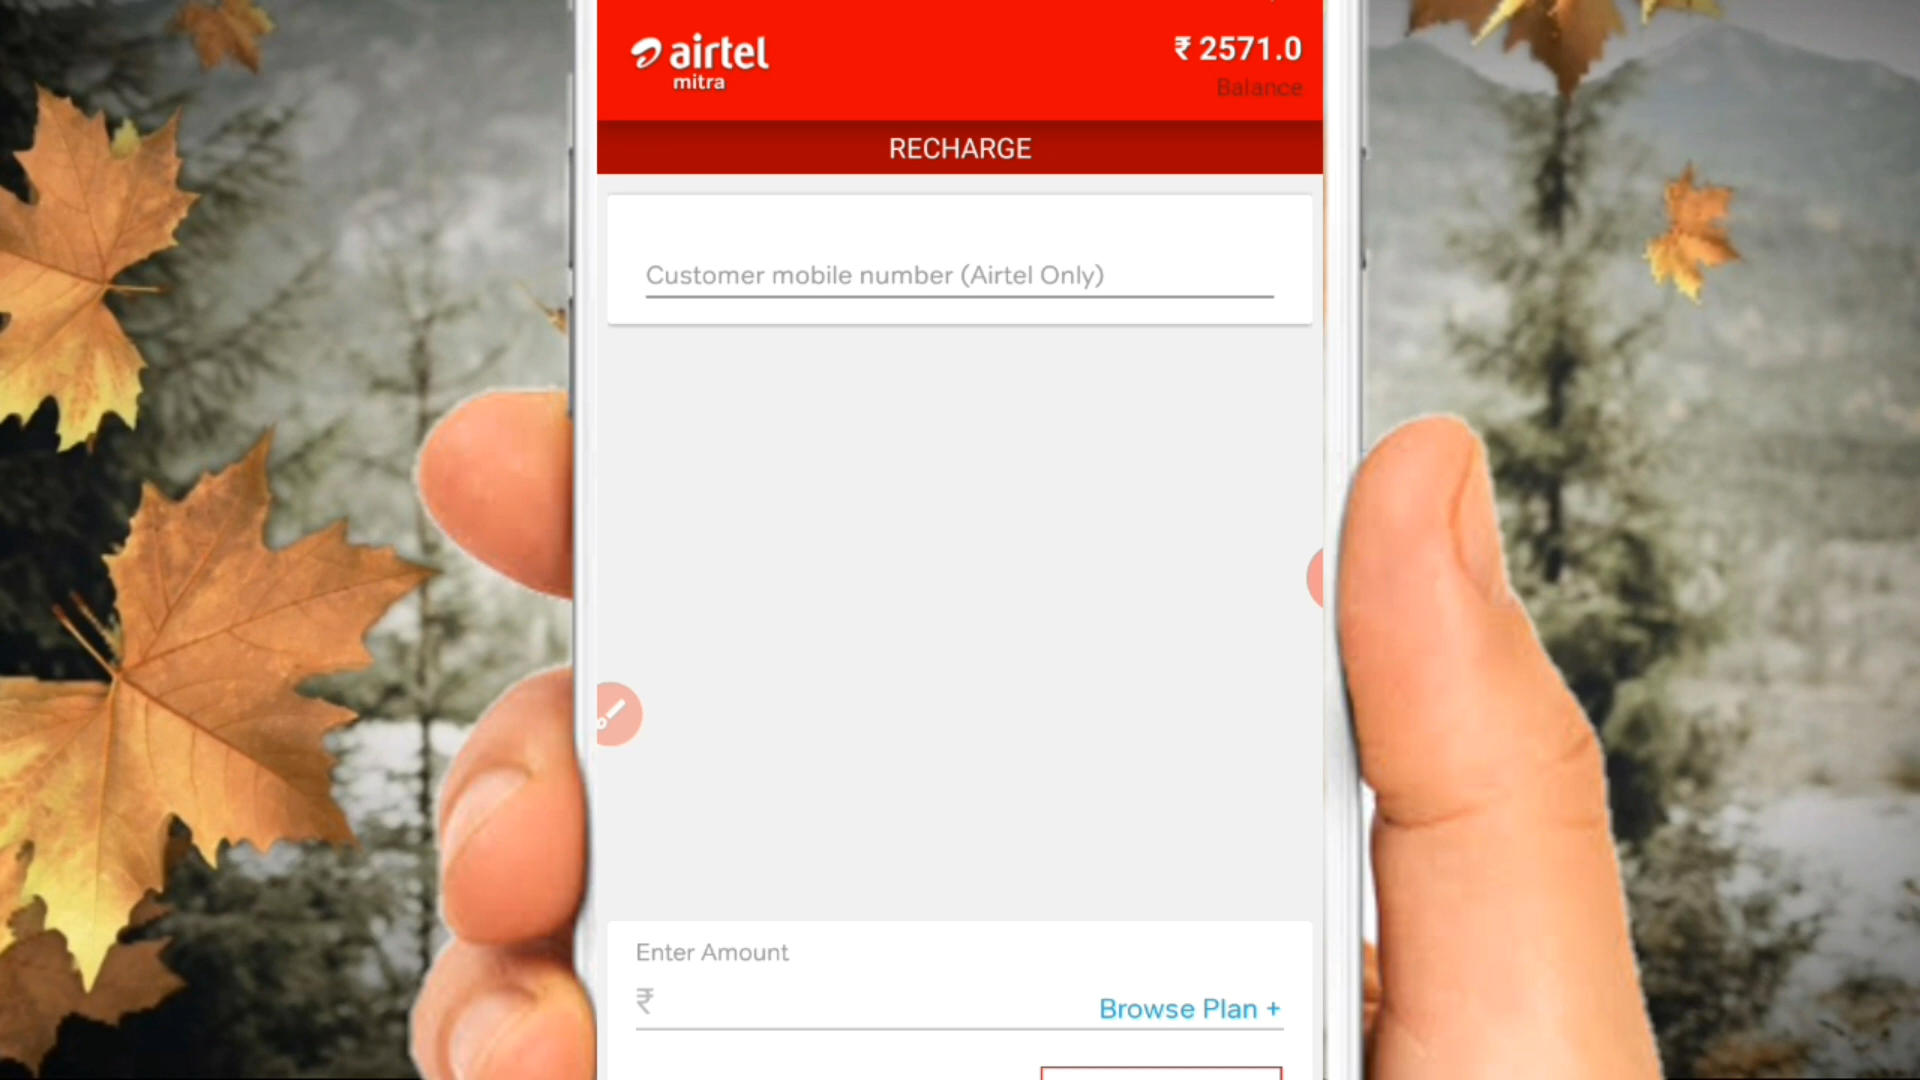 airtel
mitra
₹ 2571.0
Balance
RECHARGE
Customer mobile number (Airtel Only)
Enter Amount
₹
Browse Plan +